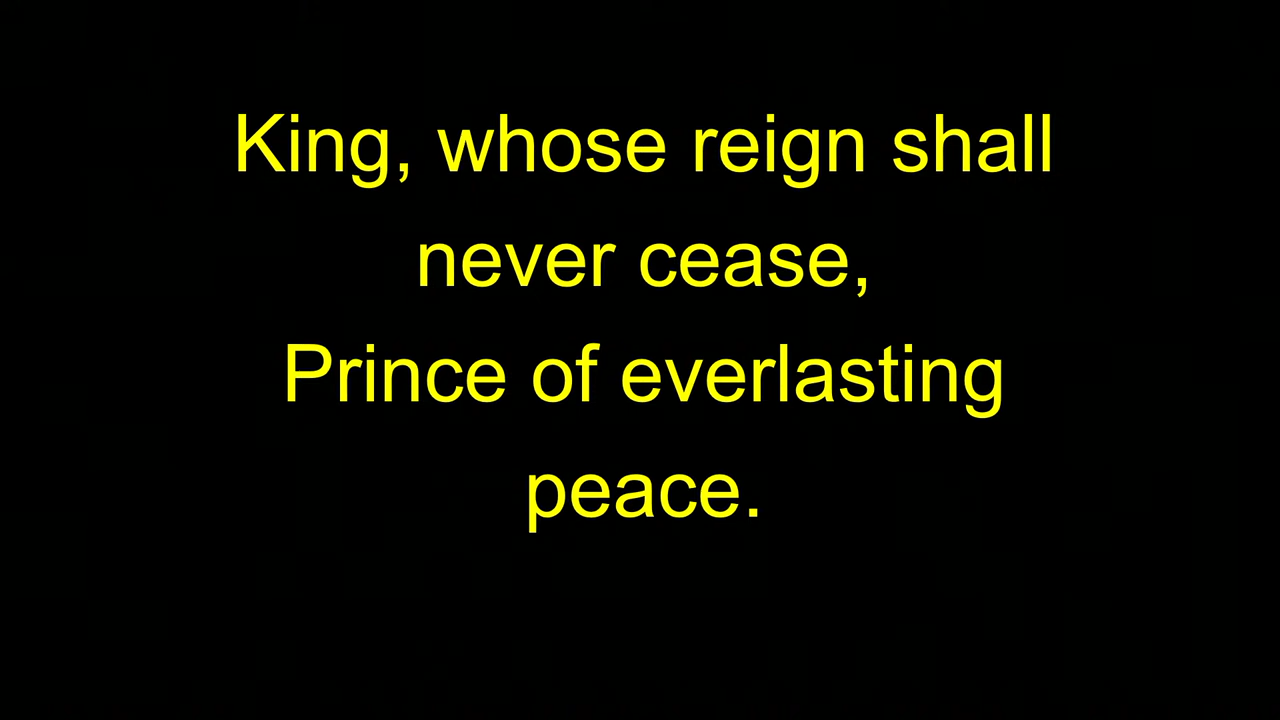 King, whose reign shall
never cease,
Prince of everlasting
peace.